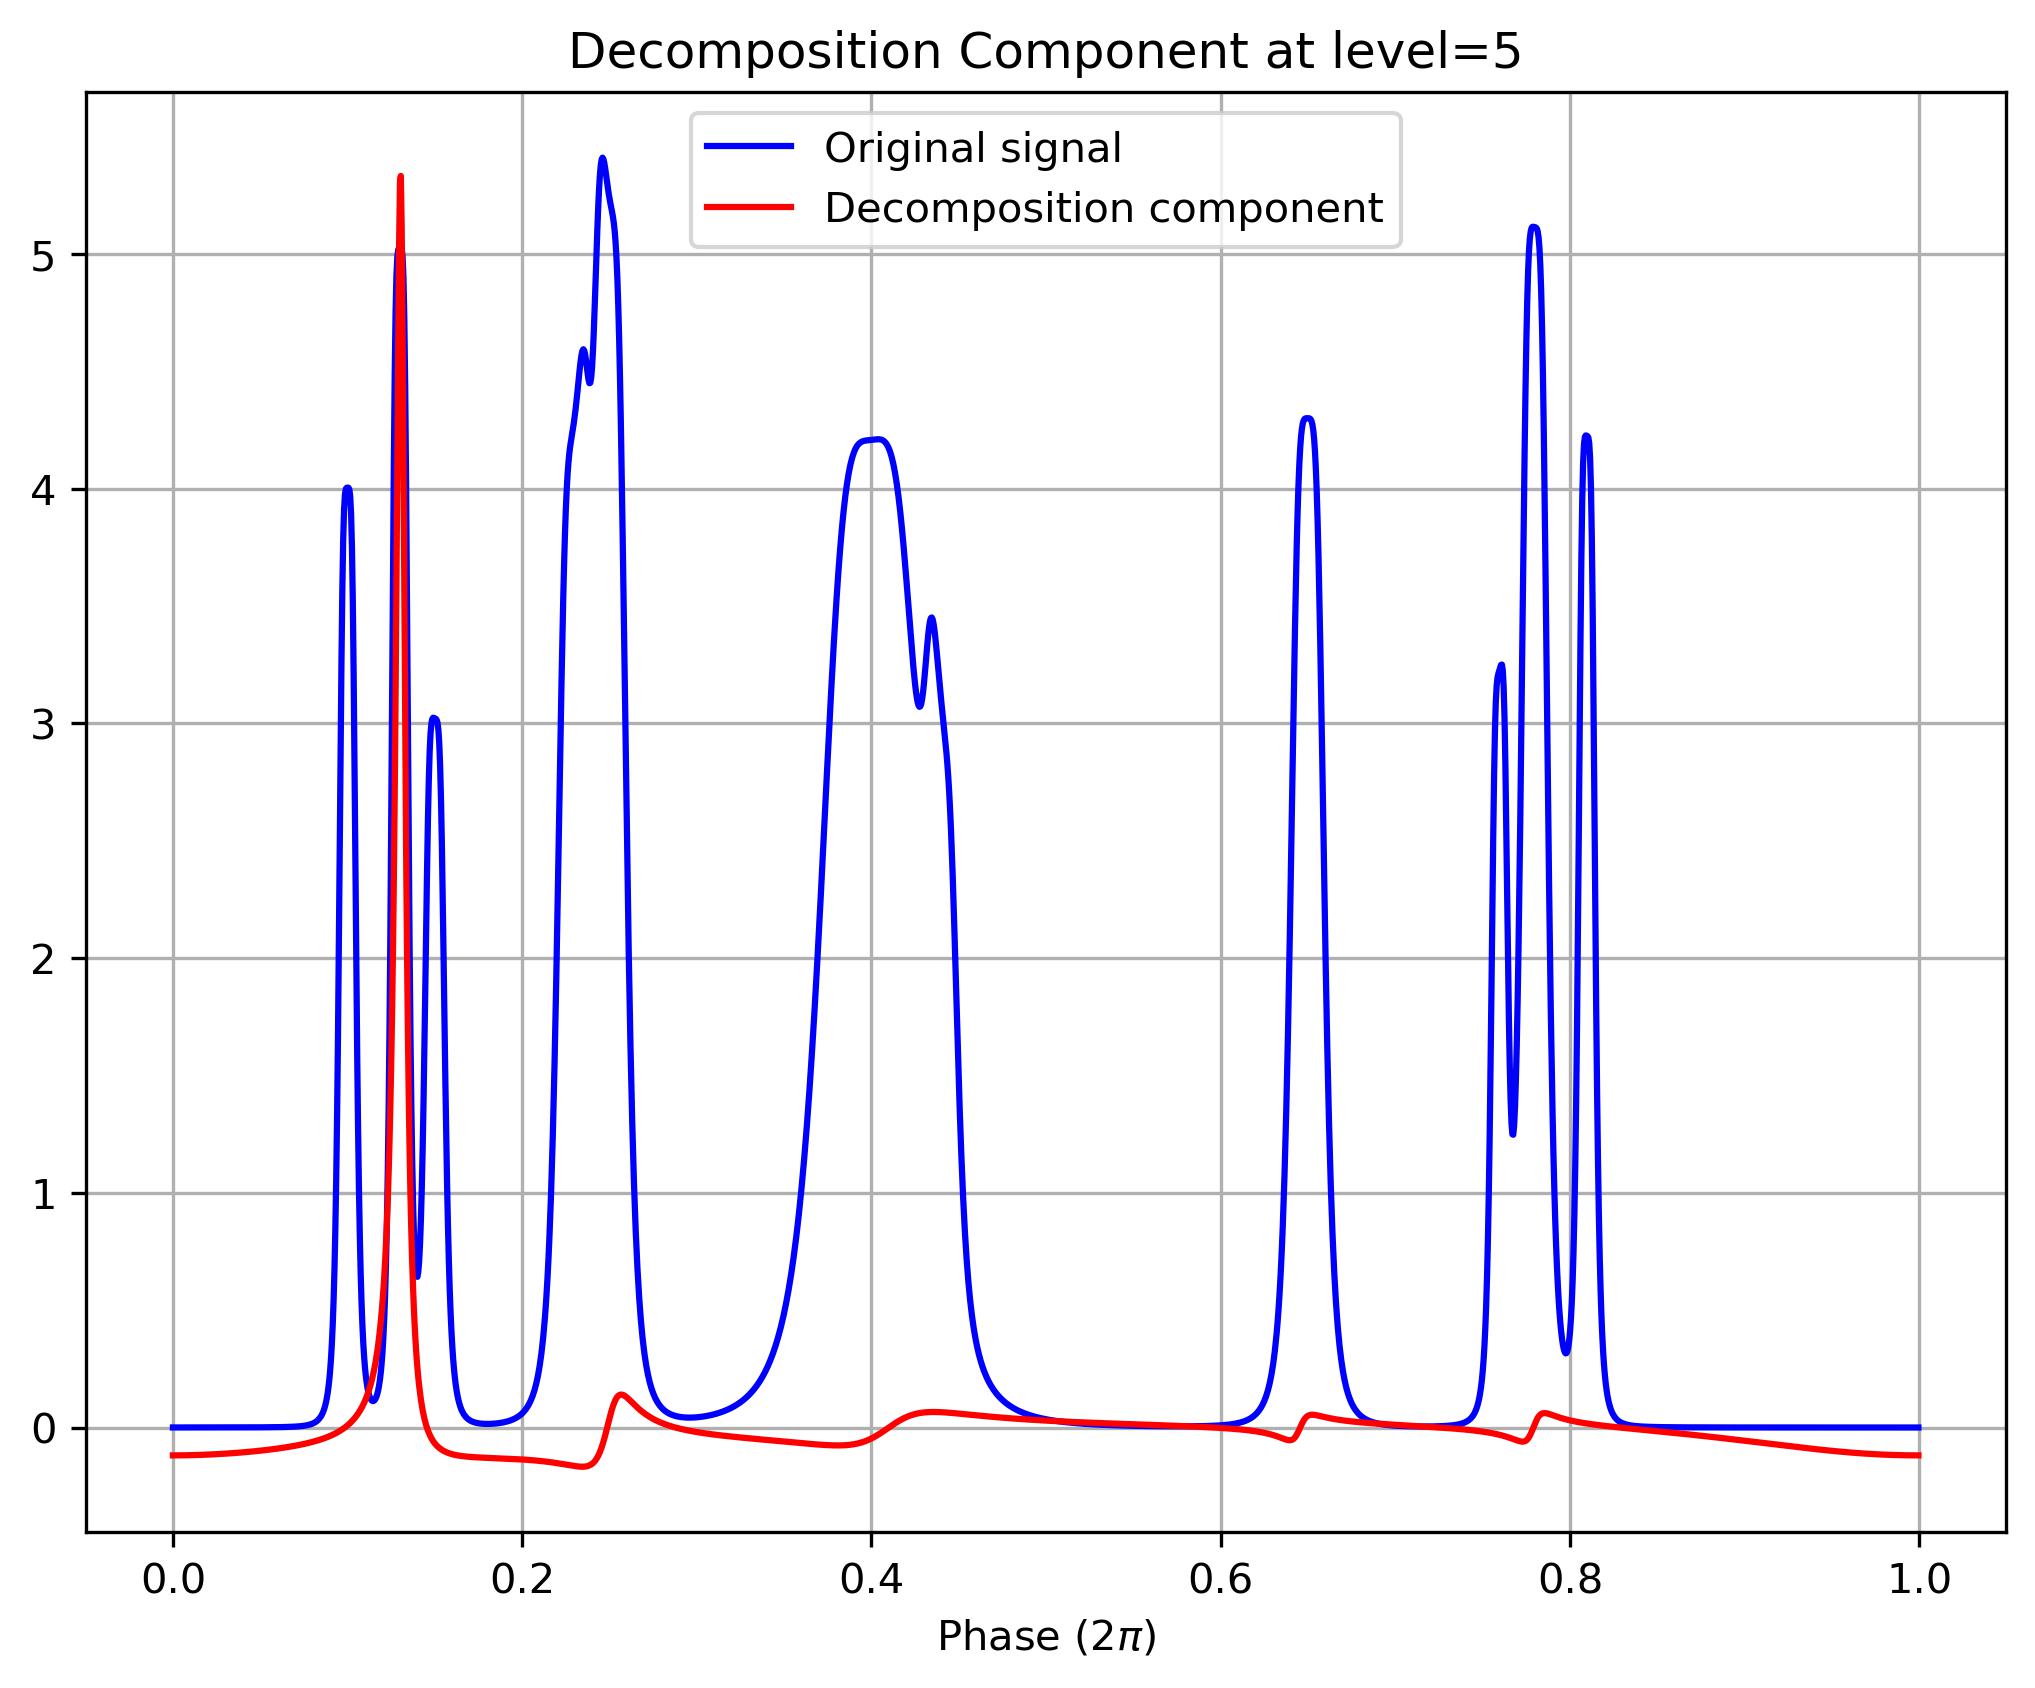 Decomposition Component at level=5
Original signal
Decomposition component
5
4
3
2
1
0
0.0 0.2 0.4 0.6 0.8 1.0
Phase (2π)